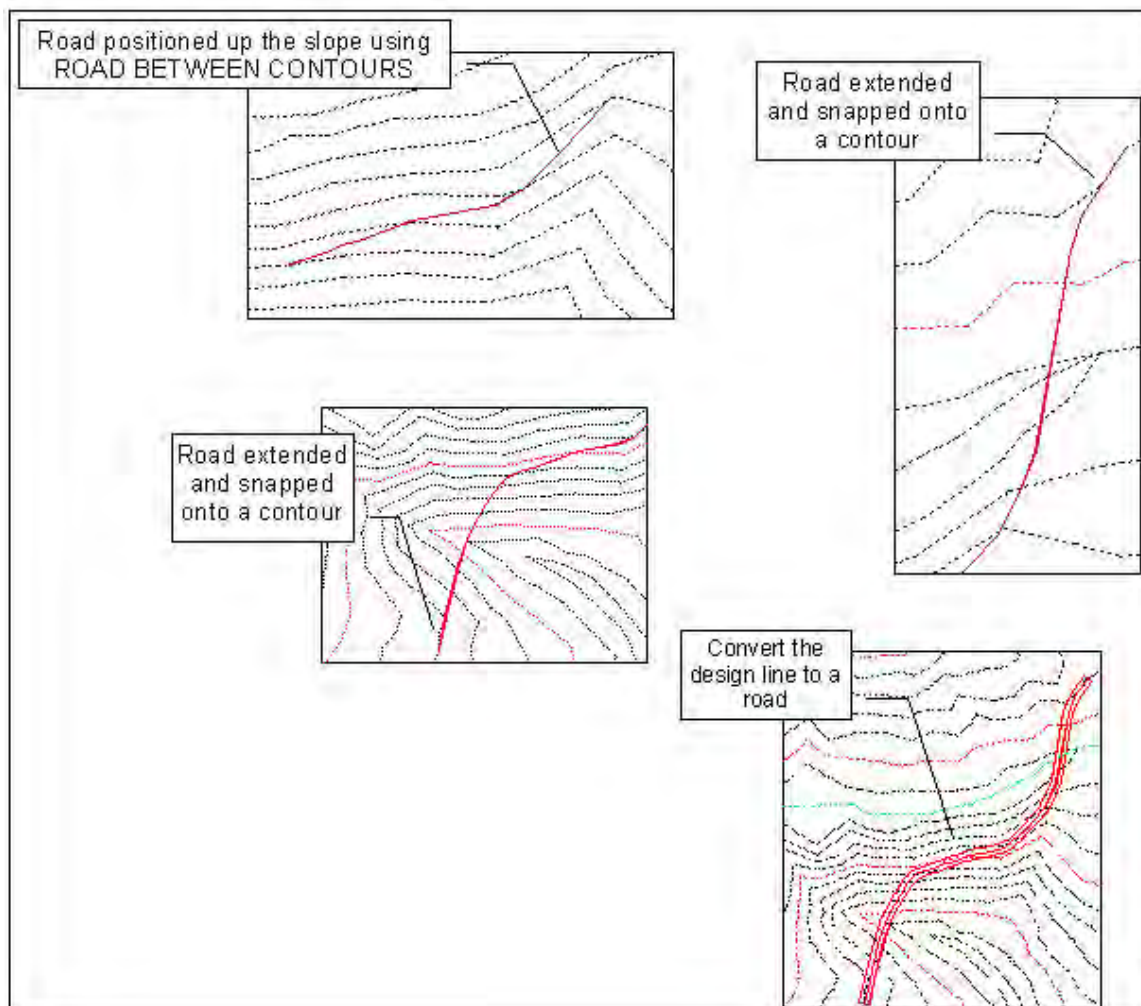 Road positioned up the slope using
ROAD BETWEEN CONTOURS
Road extended
and snapped onto
a contour
Road extended
and snapped
onto a contour
Convert the
design line to a
road